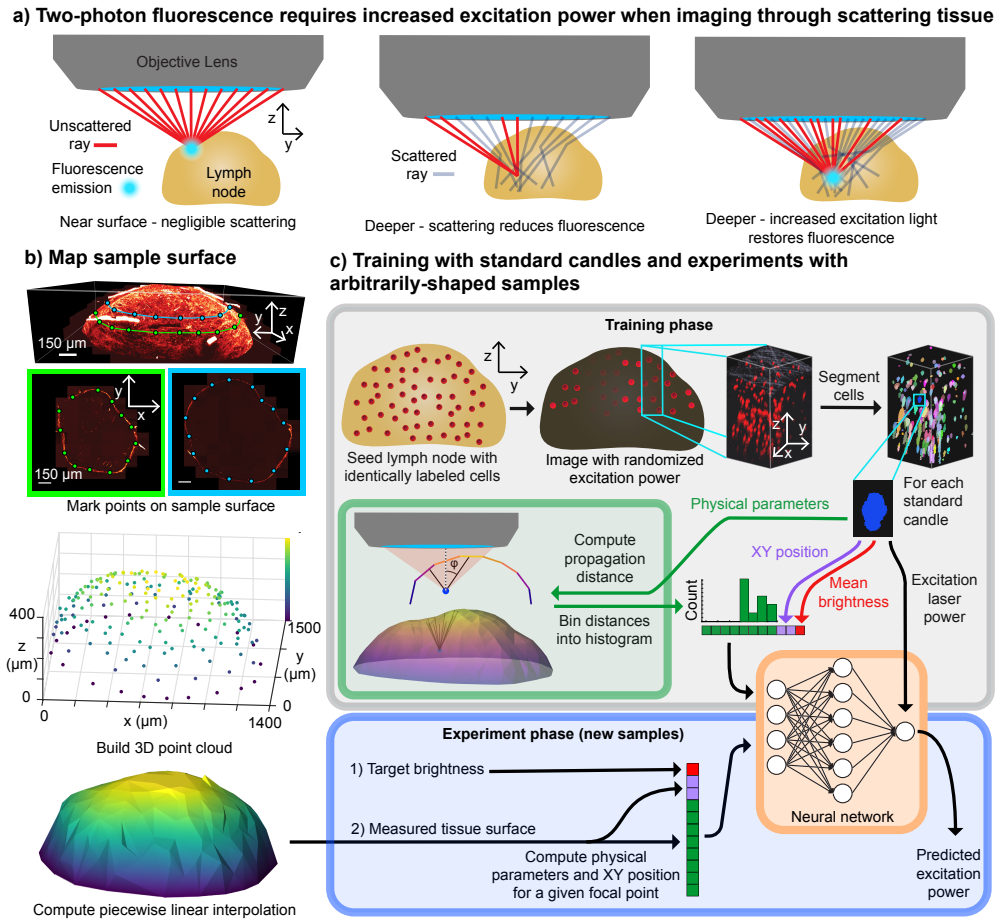 a) Two-photon fluorescence requires increased excitation power when imaging through scattering tissue
Objective Lens
Unscattered
ray
Fluorescence
emission
z
y
Lymph
node
Near surface - negligible scattering
Scattered
ray
Deeper - scattering reduces fluorescence
Deeper - increased excitation light
restores fluorescence
b) Map sample surface
150 µm
y
z
x
y
x
150 µm
Mark points on sample surface
400
z
(µm)
0
0
x (µm)
1400
1500
y
(µm)
0
Build 3D point cloud
Compute piecewise linear interpolation
c) Training with standard candles and experiments with
arbitrarily-shaped samples
Training phase
z
y
Seed lymph node with
identically labeled cells
Image with randomized
excitation power
z
y
x
Segment
cells
For each
standard
candle
Physical parameters
φ
Compute
propagation
distance
Bin distances
into histogram
XY position
Mean
brightness
Count
Excitation
laser
power
Experiment phase (new samples)
1) Target brightness
2) Measured tissue surface
Compute physical
parameters and XY position
for a given focal point
Neural network
Predicted
excitation
power